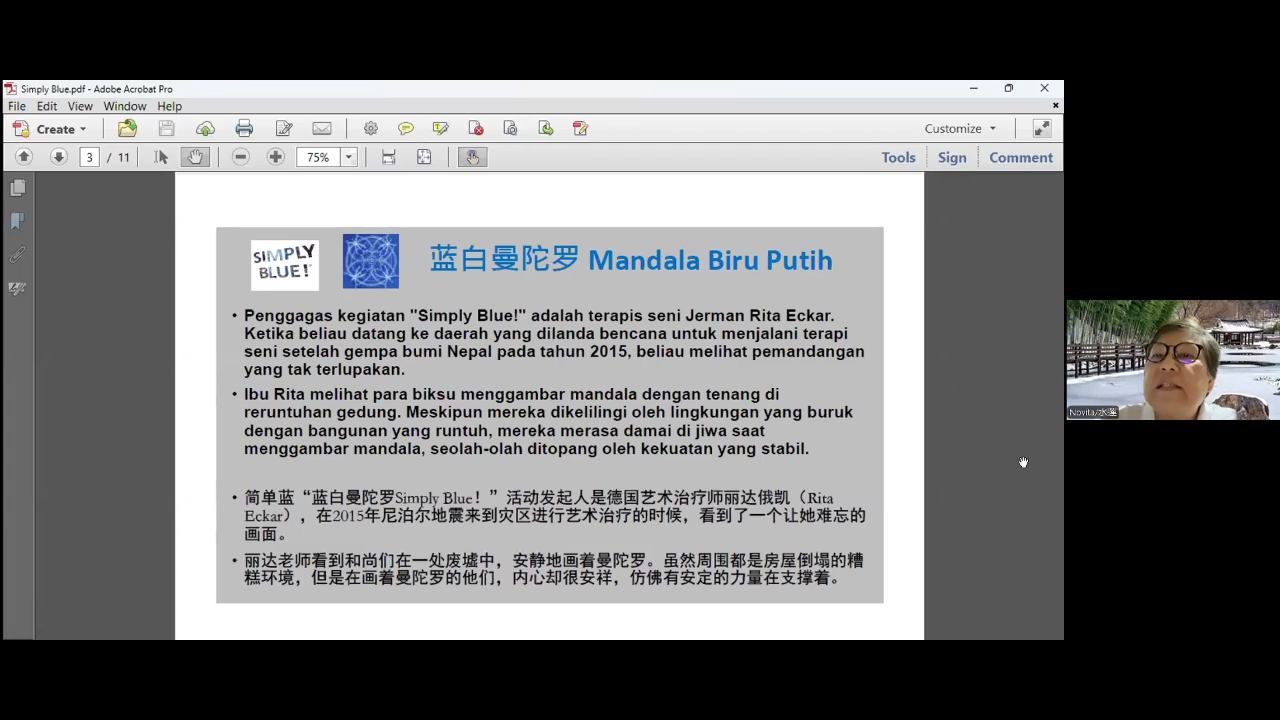 Simply Blue.pdf - Adobe Acrobat Pro
File Edit View Window Help
Create
Customize
3 / 11
75%
Tools Sign Comment
SIMPLY BLUE!
蓝白曼陀罗 Mandala Biru Putih
• Penggagas kegiatan "Simply Blue!" adalah terapis seni Jerman Rita Eckar.
Ketika beliau datang ke daerah yang dilanda bencana untuk menjalani terapi
seni setelah gempa bumi Nepal pada tahun 2015, beliau melihat pemandangan
yang tak terlupakan.
• Ibu Rita melihat para biksu menggambar mandala dengan tenang di
reruntuhan gedung. Meskipun mereka dikelilingi oleh lingkungan yang buruk
dengan bangunan yang runtuh, mereka merasa damai di jiwa saat
menggambar mandala, seolah-olah ditopang oleh kekuatan yang stabil.
• 简单蓝“蓝白曼陀罗Simply Blue！”活动发起人是德国艺术治疗师丽达俄凯（Rita
Eckar），在2015年尼泊尔地震来到灾区进行艺术治疗的时候，看到了一个让她难忘的
画面。
• 丽达老师看到和尚们在一处废墟中，安静地画着曼陀罗。虽然周围都是房屋倒塌的糟
糕环境，但是在画着曼陀罗的他们，内心却很安祥，仿佛有安定的力量在支撑着。
Novita/水莲